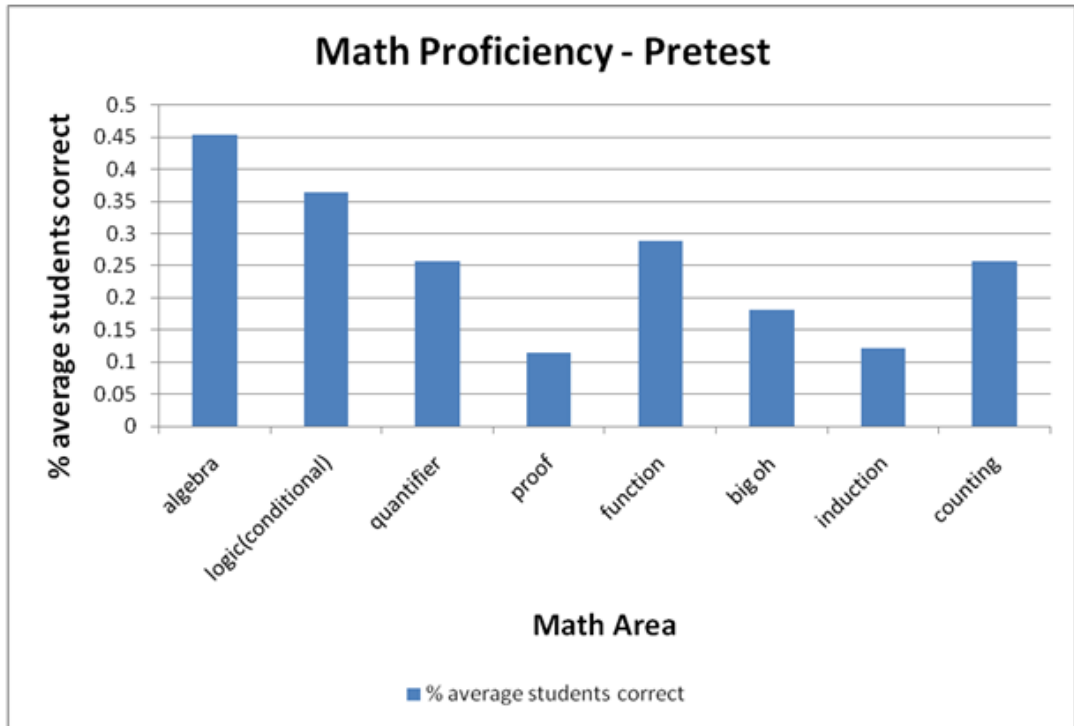 Math Proficiency - Pretest
% average students correct
0.5
0.45
0.4
0.35
0.3
0.25
0.2
0.15
0.1
0.05
0
algebra
logic(conditional)
quantifier
proof
function
big oh
induction
counting
Math Area
% average students correct